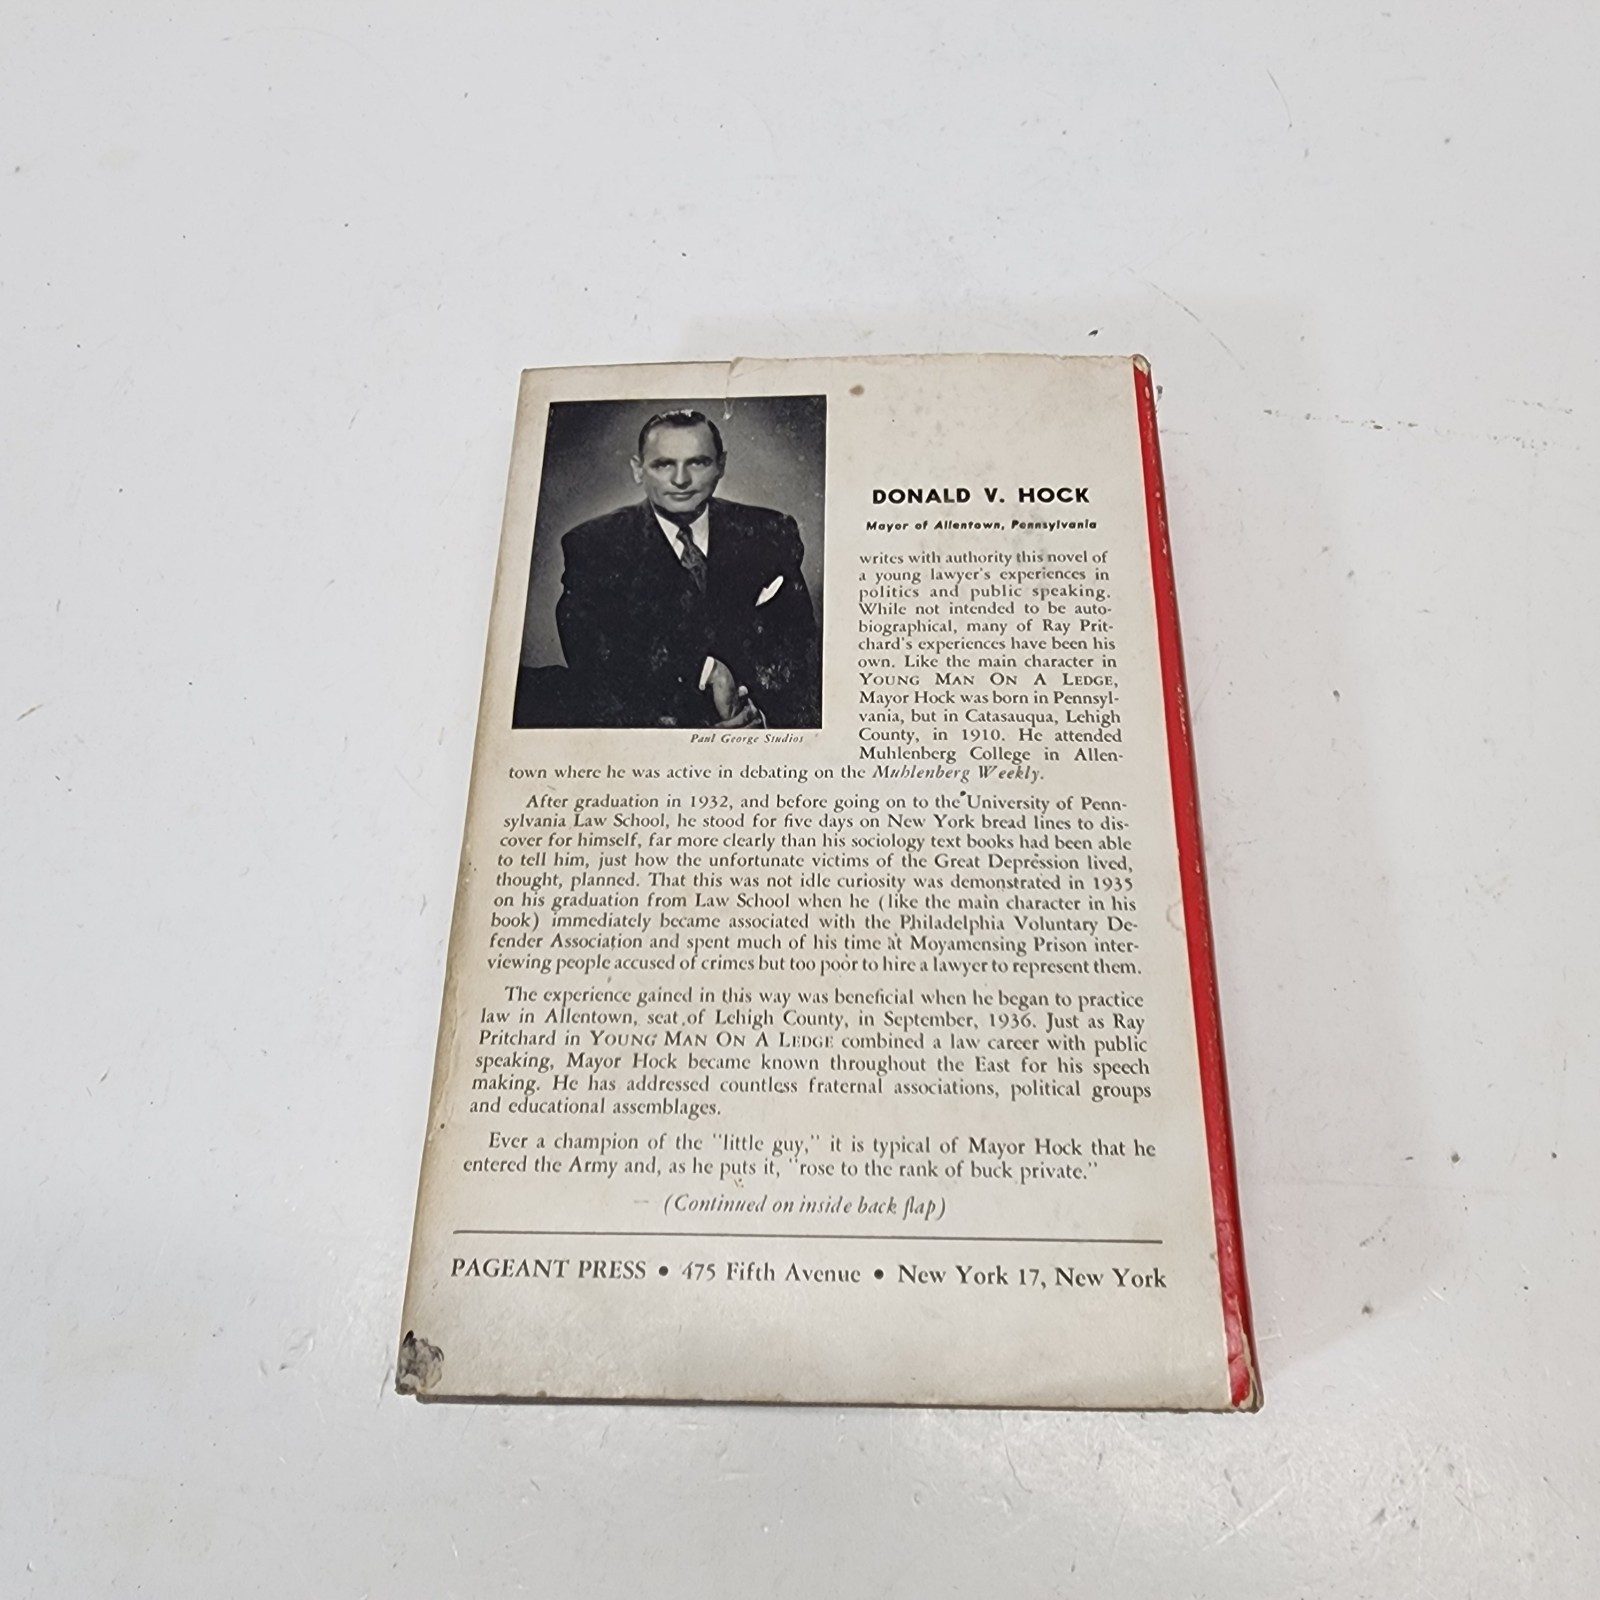 DONALD V. HOCK
Mayor of Allentown, Pennsylvania
writes with authority this novel of
a young lawyer's experiences in
politics and public speaking.
While not intended to be auto-
biographical, many of Ray Prit-
chard's experiences have been his
own. Like the main character in
YOUNG MAN ON A LEDGE,
Mayor Hock was born in Pennsyl-
vania, but in Catasauqua, Lehigh
County, in 1910. He attended
Muhlenberg College in Allen-
Paul George Studios
town where he was active in debating on the Muhlenberg Weekly.
After graduation in 1932, and before going on to the University of Penn-
sylvania Law School, he stood for five days on New York bread lines to dis-
cover for himself, far more clearly than his sociology text books had been able
to tell him, just how the unfortunate victims of the Great Depression lived,
thought, planned. That this was not idle curiosity was demonstrated in 1935
on his graduation from Law School when he (like the main character in his
book) immediately became associated with the Philadelphia Voluntary De-
fender Association and spent much of his time at Moyamensing Prison inter-
viewing people accused of crimes but too poor to hire a lawyer to represent them.
The experience gained in this way was beneficial when he began to practice
law in Allentown, seat of Lehigh County, in September, 1936. Just as Ray
Pritchard in YOUNG MAN ON A LEDGE combined a law career with public
speaking, Mayor Hock became known throughout the East for his speech
making. He has addressed countless fraternal associations, political groups
and educational assemblages.
Ever a champion of the "little guy," it is typical of Mayor Hock that he
entered the Army and, as he puts it, "rose to the rank of buck private."
(Continued on inside back flap)
PAGEANT PRESS • 475 Fifth Avenue • New York 17, New York